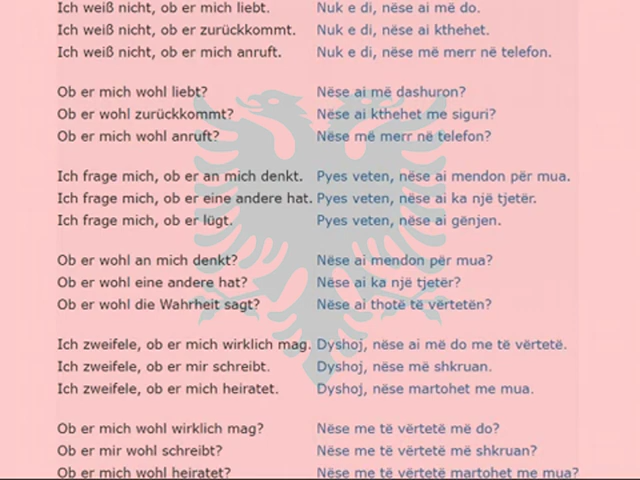 Ich weiß nicht, ob er mich liebt. Nuk e di, nëse ai më do.
Ich weiß nicht, ob er zurückkommt. Nuk e di, nëse ai kthehet.
Ich weiß nicht, ob er mich anruft. Nuk e di, nëse më merr në telefon.
Ob er mich wohl liebt? Nëse ai më dashuron?
Ob er wohl zurückkommt? Nëse ai kthehet me siguri?
Ob er mich wohl anruft? Nëse më merr në telefon?
Ich frage mich, ob er an mich denkt. Pyes veten, nëse ai mendon për mua.
Ich frage mich, ob er eine andere hat. Pyes veten, nëse ai ka një tjetër.
Ich frage mich, ob er lügt. Pyes veten, nëse ai gënjen.
Ob er wohl an mich denkt? Nëse ai mendon për mua?
Ob er wohl eine andere hat? Nëse ai ka një tjetër?
Ob er wohl die Wahrheit sagt? Nëse ai thotë të vërtetën?
Ich zweifele, ob er mich wirklich mag. Dyshoj, nëse ai më do me të vërtetë.
Ich zweifele, ob er mir schreibt. Dyshoj, nëse më shkruan.
Ich zweifele, ob er mich heiratet. Dyshoj, nëse martohet me mua.
Ob er mich wohl wirklich mag? Nëse me të vërtetë më do?
Ob er mir wohl schreibt? Nëse me të vërtetë më shkruan?
Ob er mich wohl heiratet? Nëse me të vërtetë martohet me mua?